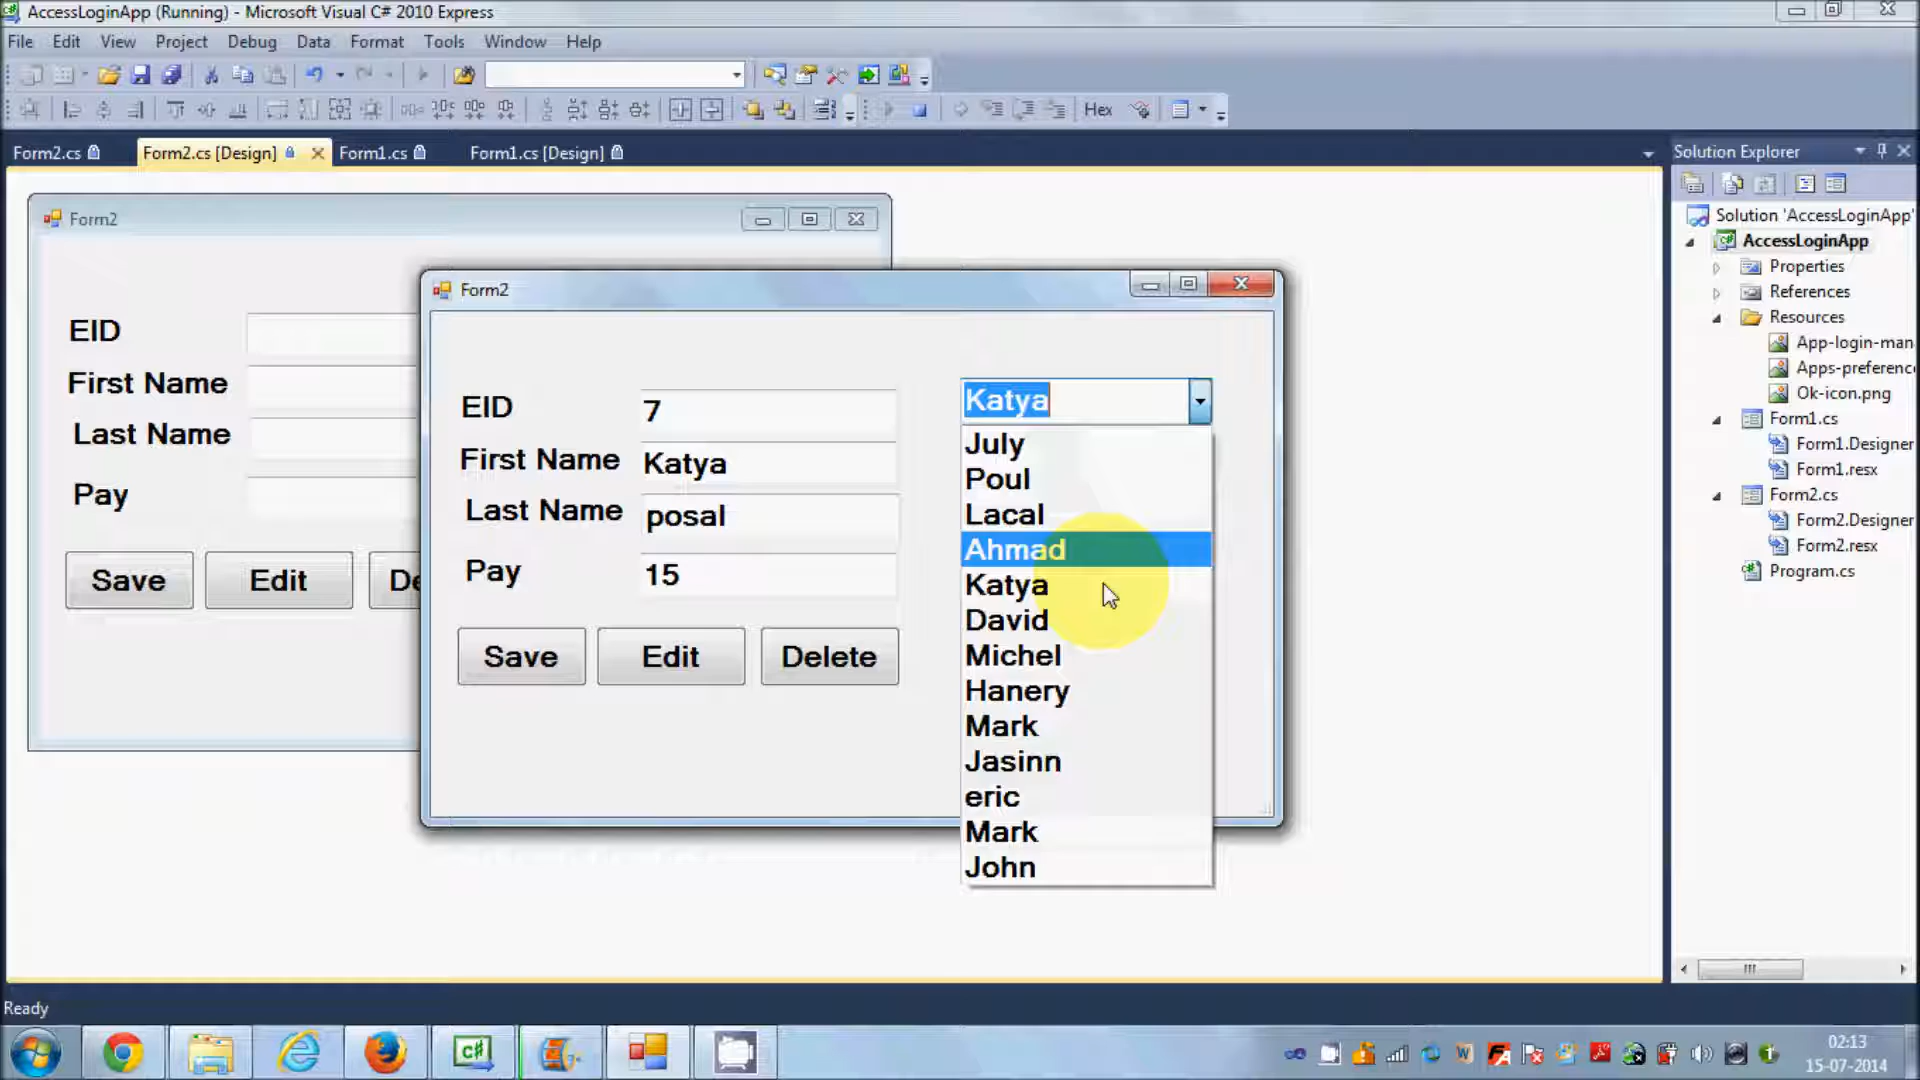 AccessLoginApp (Running) - Microsoft Visual C# 2010 Express
File Edit View Project Debug Data Format Tools Window Help
Hex
Form2.cs Form2.cs [Design] Form1.cs Form1.cs [Design]
Solution Explorer
Solution 'AccessLoginApp'
AccessLoginApp
Properties
References
Resources
App-login-man
Apps-preference
Ok-icon.png
Form1.cs
Form1.Designer
Form1.resx
Form2.cs
Form2.Designer
Form2.resx
Program.cs
Form2
EID
First Name
Last Name
Pay
Save Edit De
Form2
EID 7
First Name Katya
Last Name posal
Pay 15
Save Edit Delete
Katya
July
Poul
Lacal
Ahmad
Katya
David
Michel
Hanery
Mark
Jasinn
eric
Mark
John
Ready
02:13
15-07-2014